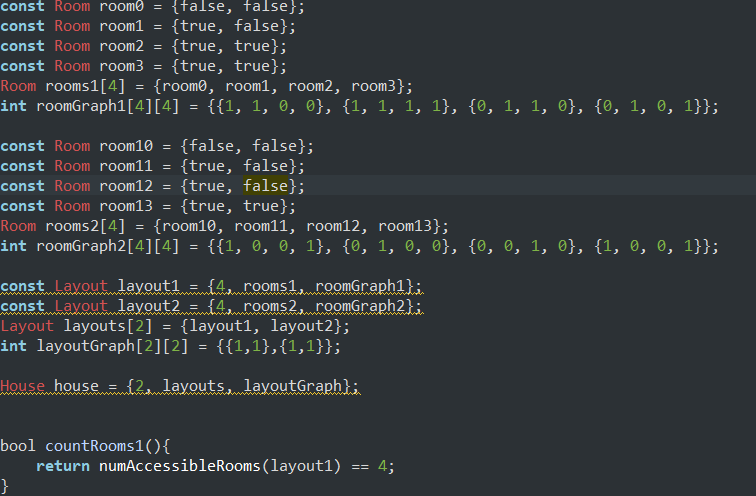 const Room room0 = {false, false};
const Room room1 = {true, false};
const Room room2 = {true, true};
const Room room3 = {true, true};
Room rooms1[4] = {room0, room1, room2, room3};
int roomGraph1[4][4] = {{1, 1, 0, 0}, {1, 1, 1, 1}, {0, 1, 1, 0}, {0, 1, 0, 1}};
const Room room10 = {false, false};
const Room room11 = {true, false};
const Room room12 = {true, false};
const Room room13 = {true, true};
Room rooms2[4] = {room10, room11, room12, room13};
int roomGraph2[4][4] = {{1, 0, 0, 1}, {0, 1, 0, 0}, {0, 0, 1, 0}, {1, 0, 0, 1}};
const Layout layout1 = {4, rooms1, roomGraph1};
const Layout layout2 = {4, rooms2, roomGraph2};
Layout layouts[2] = {layout1, layout2};
int layoutGraph[2][2] = {{1,1},{1,1}};
House house = {2, layouts, layoutGraph};
bool countRooms1(){
    return numAccessibleRooms(layout1) == 4;
}